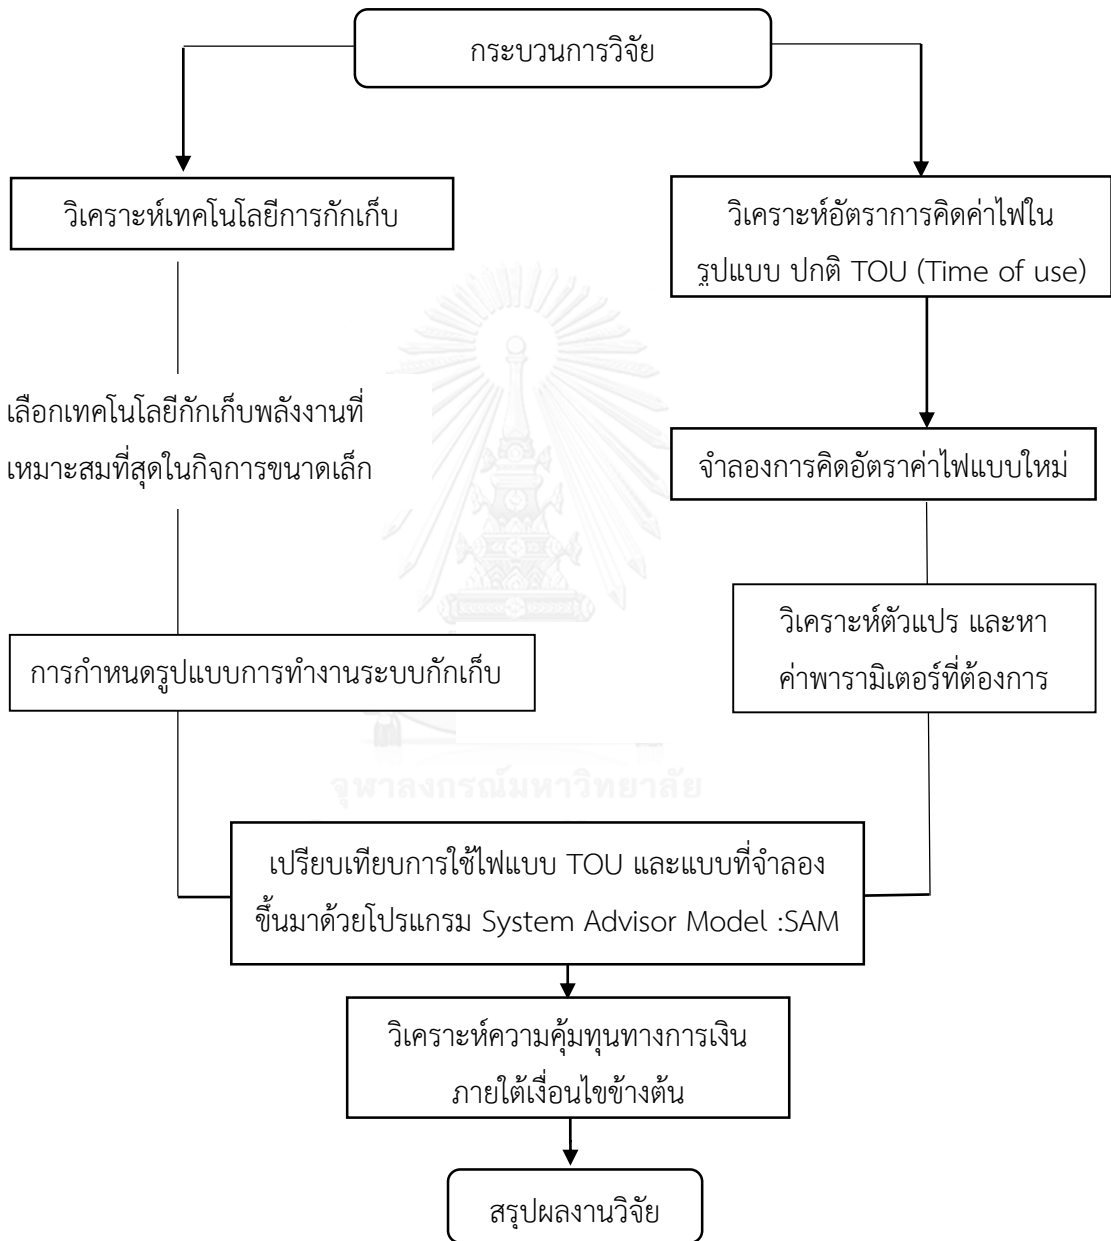 กระบวนการวิจัย
วิเคราะห์เทคโนโลยีการกักเก็บ
วิเคราะห์อัตราการคิดค่าไฟใน
รูปแบบ ปกติ TOU (Time of use)
เลือกเทคโนโลยีกักเก็บพลังงานที่
เหมาะสมที่สุดในกิจการขนาดเล็ก
จำลองการคิดอัตราค่าไฟแบบใหม่
วิเคราะห์ตัวแปร และหา
ค่าพารามิเตอร์ที่ต้องการ
การกำหนดรูปแบบการทำงานระบบกักเก็บ
จุฬาลงกรณ์มหาวิทยาลัย
เปรียบเทียบการใช้ไฟแบบ TOU และแบบที่จำลอง
ขึ้นมาด้วยโปรแกรม System Advisor Model :SAM
วิเคราะห์ความคุ้มทุนทางการเงิน
ภายใต้เงื่อนไขข้างต้น
สรุปผลงานวิจัย